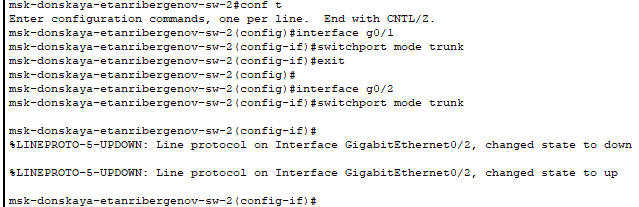 msk-donskaya-etanribergenov-sw-2#conf t
Enter configuration commands, one per line.  End with CNTL/Z.
msk-donskaya-etanribergenov-sw-2(config)#interface g0/1
msk-donskaya-etanribergenov-sw-2(config-if)#switchport mode trunk
msk-donskaya-etanribergenov-sw-2(config-if)#exit
msk-donskaya-etanribergenov-sw-2(config)#
msk-donskaya-etanribergenov-sw-2(config)#interface g0/2
msk-donskaya-etanribergenov-sw-2(config-if)#switchport mode trunk
msk-donskaya-etanribergenov-sw-2(config-if)#
%LINEPROTO-5-UPDOWN: Line protocol on Interface GigabitEthernet0/2, changed state to down
%LINEPROTO-5-UPDOWN: Line protocol on Interface GigabitEthernet0/2, changed state to up
msk-donskaya-etanribergenov-sw-2(config-if)#